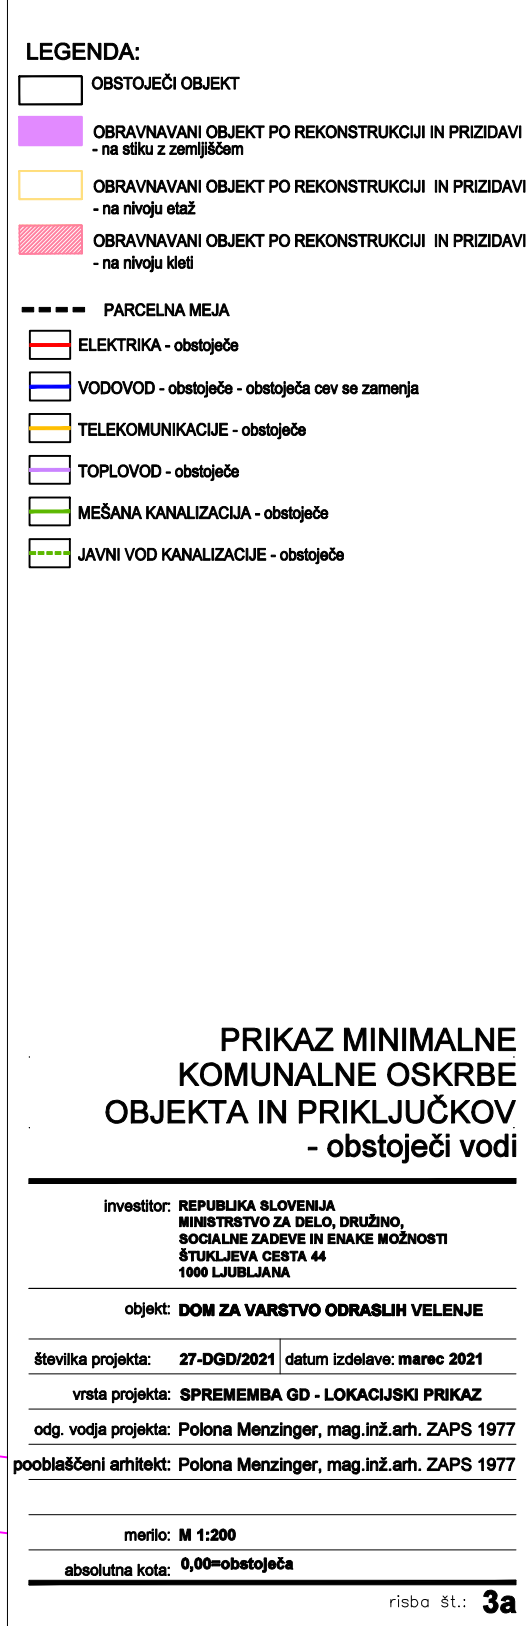 LEGENDA:
OBSTOJEČI OBJEKT
OBRAVNAVANI OBJEKT PO REKONSTRUKCIJI IN PRIZIDAVI
- na stiku z zemljiščem
OBRAVNAVANI OBJEKT PO REKONSTRUKCIJI IN PRIZIDAVI
- na nivoju etaž
OBRAVNAVANI OBJEKT PO REKONSTRUKCIJI IN PRIZIDAVI
- na nivoju kleti
PARCELNA MEJA
ELEKTRIKA - obstoječe
VODOVOD - obstoječe - obstoječa cev se zamenja
TELEKOMUNIKACIJE - obstoječe
TOPLOVOD - obstoječe
MEŠANA KANALIZACIJA - obstoječe
JAVNI VOD KANALIZACIJE - obstoječe
PRIKAZ MINIMALNE
KOMUNALNE OSKRBE
OBJEKTA IN PRIKLJUČKOV
- obstoječi vodi
investitor: REPUBLIKA SLOVENIJA
MINISTRSTVO ZA DELO, DRUŽINO,
SOCIALNE ZADEVE IN ENAKE MOŽNOSTI
ŠTUKLJEVA CESTA 44
1000 LJUBLJANA
objekt: DOM ZA VARSTVO ODRASLIH VELENJE
številka projekta: 27-DGD/2021 datum izdelave: marec 2021
vrsta projekta: SPREMEMBA GD - LOKACIJSKI PRIKAZ
odg. vodja projekta: Polona Menzinger, mag.inž.arh. ZAPS 1977
pooblaščeni arhitekt: Polona Menzinger, mag.inž.arh. ZAPS 1977
merilo: M 1:200
absolutna kota: 0,00=obstoječa
risba št.: 3a